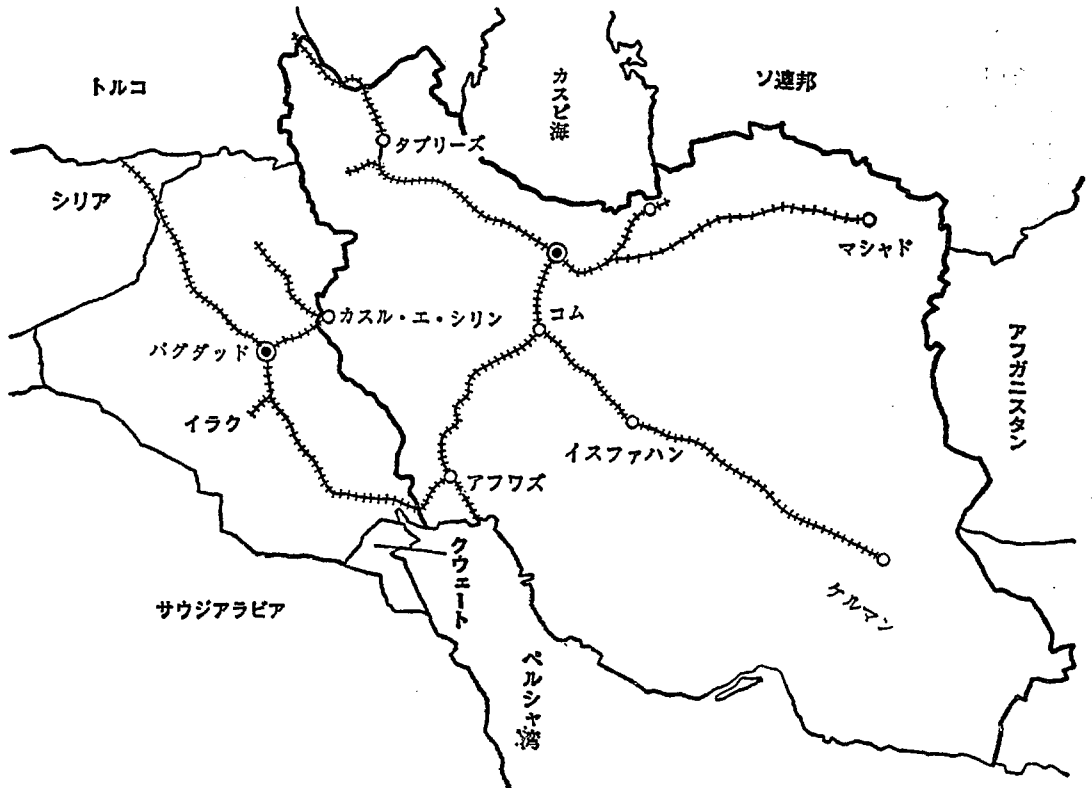 トルコ
カスピ海
ソ連邦
タブリーズ
シリア
マシャド
カスル・エ・シリン
コム
バグダッド
アフガニスタン
イラク
イスファハン
アフワズ
クウェート
ケルマン
サウジアラビア
ペルシャ湾